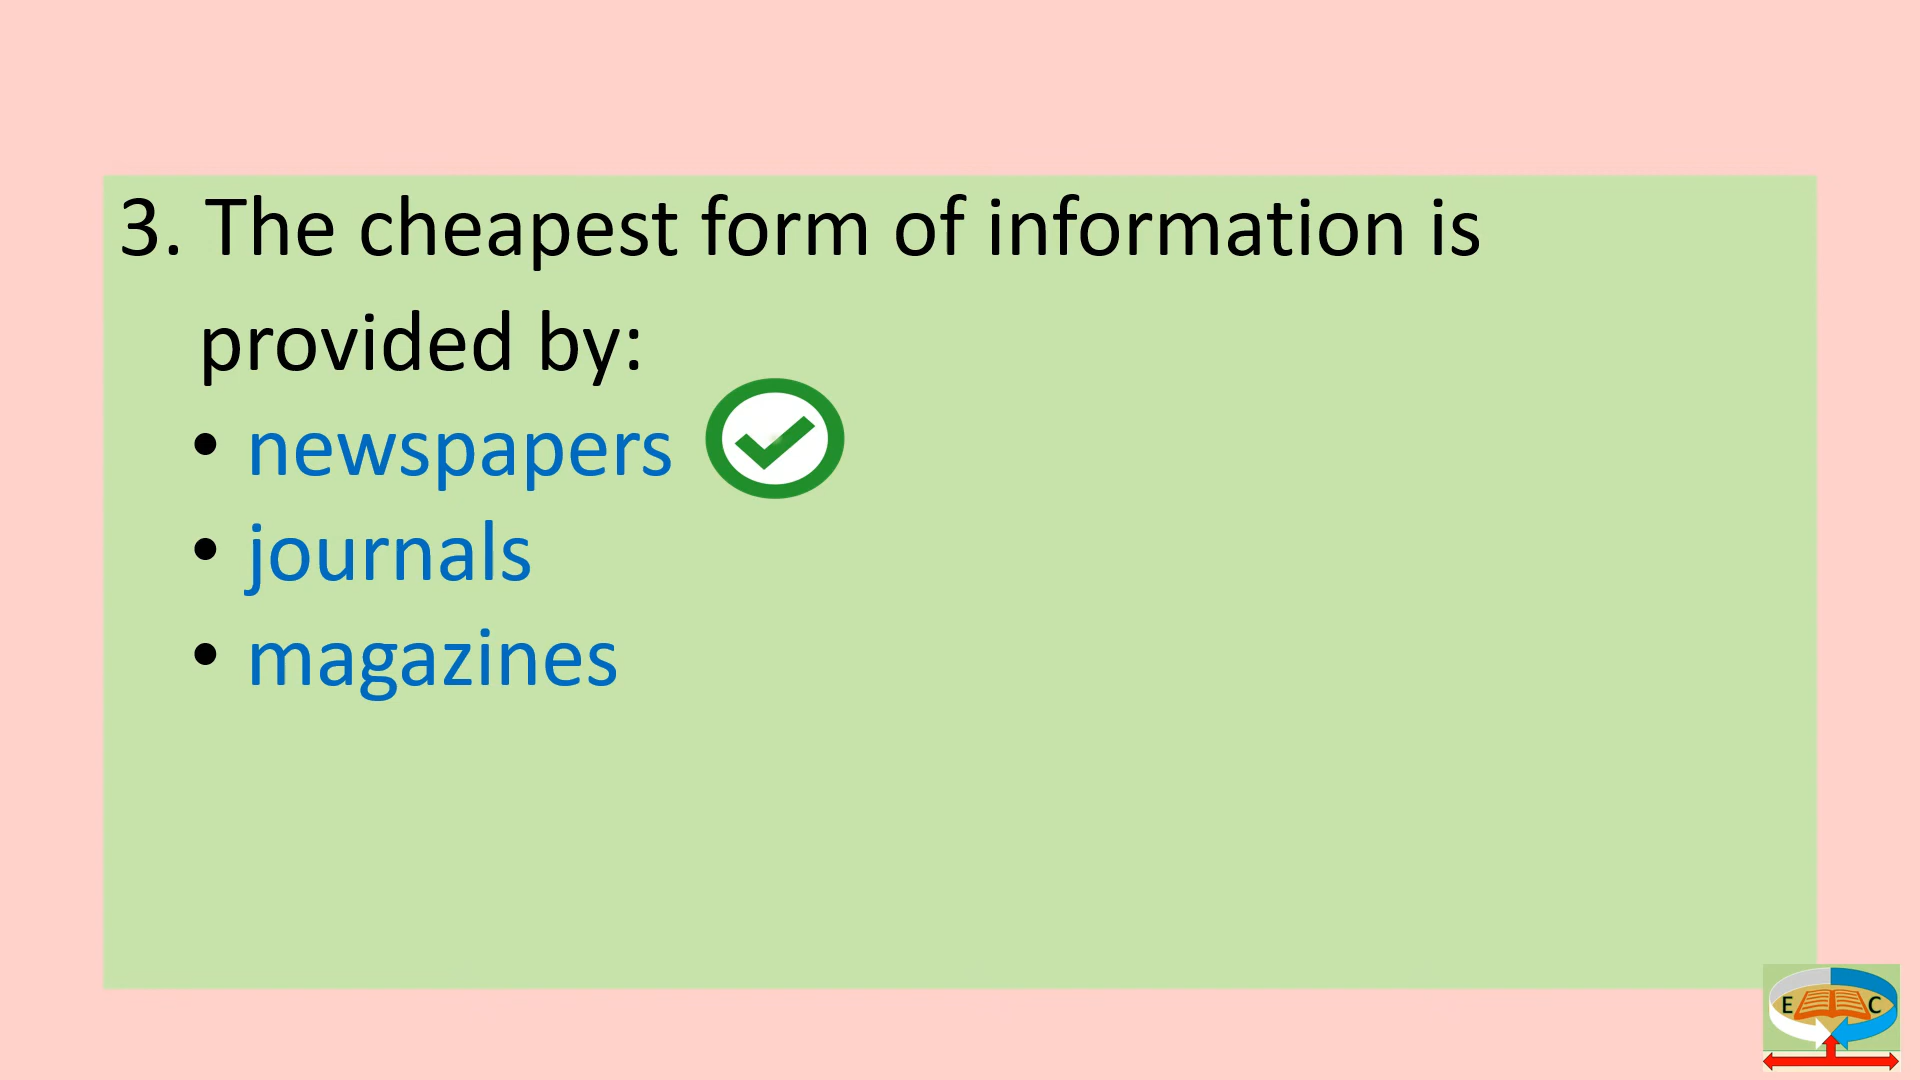 3. The cheapest form of information is
provided by:
• newspapers
• journals
• magazines
E C